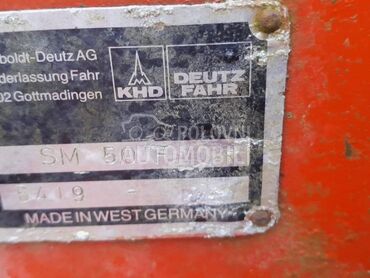 boldt-Deutz AG
derlassung Fahr
02 Gottmadingen
KHD
DEUTZ
FAHR
SM 50
5419
MADE IN WEST GERMANY